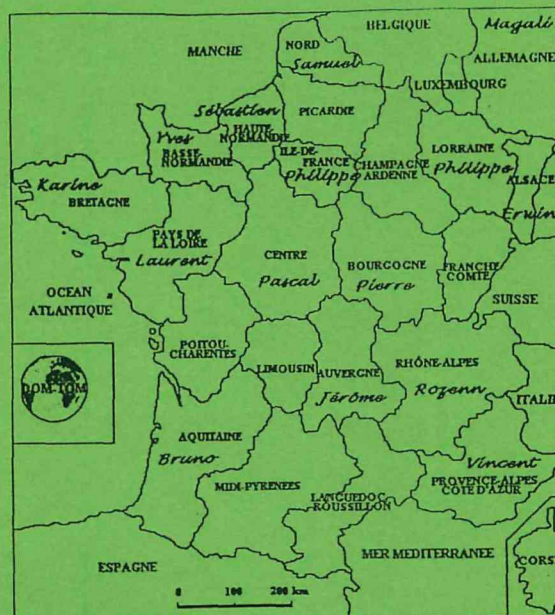 BELGIQUE
Magali
MANCHE
NORD
Samuel
ALLEMAGNE
LUXEMBOURG
Sébastien
PICARDIE
Yves
HAUTE-
NORMANDIE
BASSE-
NORMANDIE
ILE-DE-
FRANCE
Philippe
CHAMPAGNE
ARDENNE
LORRAINE
Philippe
ALSACE
Erwin
Karine
BRETAGNE
PAYS DE
LA LOIRE
Laurent
CENTRE
Pascal
BOURGOGNE
Pierre
FRANCHE
COMTE
OCEAN
ATLANTIQUE
SUISSE
POITOU-
CHARENTES
LIMOUSIN
AUVERGNE
Jérôme
RHÔNE-ALPES
Rozenn
DOM-TOM
ITALI
AQUITAINE
Bruno
MIDI-PYRENEES
LANGUEDOC
ROUSSILLON
Vincent
PROVENCE-ALPES
COTE D'AZUR
MER MEDITERRANEE
ESPAGNE
CORS
0 100 200 km